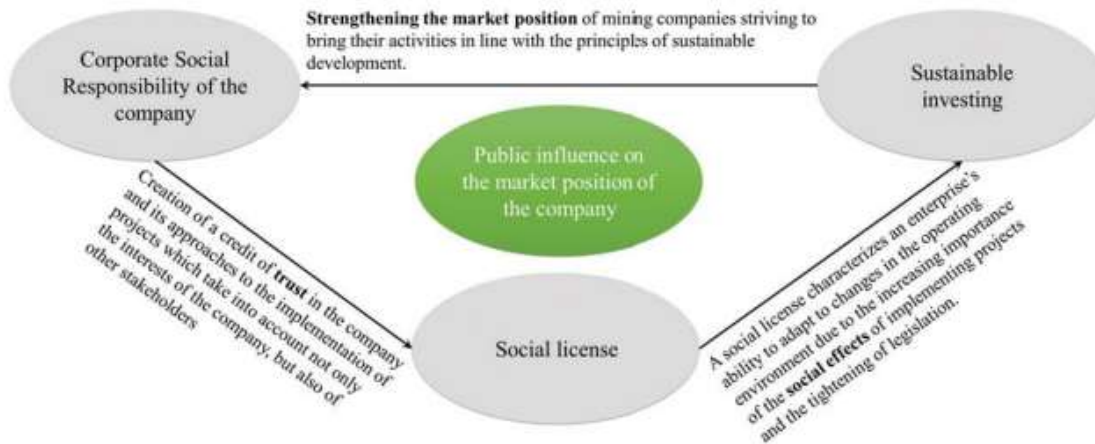 Strengthening the market position of mining companies striving to
bring their activities in line with the principles of sustainable
development.
Corporate Social
Responsibility of the
company
Sustainable
investing
Public influence on
the market position of
the company
Creation of a credit of trust in the company
and its approaches to the implementation of
projects which take into account not only
the interests of the company, but also of
other stakeholders
Social license
A social license characterizes an enterprise's
ability to adapt to changes in the operating
environment due to the increasing importance
of the social effects of implementing projects
and the tightening of legislation.